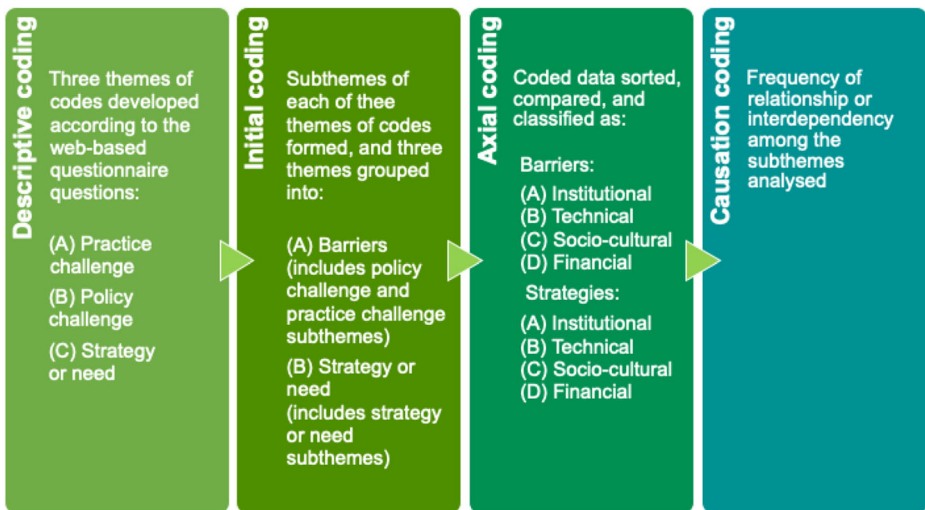 Descriptive coding
Three themes of
codes developed
according to the
web-based
questionnaire
questions:
(A) Practice
challenge
(B) Policy
challenge
(C) Strategy
or need
Initial coding
Subthemes of
each of thee
themes of codes
formed, and three
themes grouped
into:
(A) Barriers
(includes policy
challenge and
practice challenge
subthemes)
(B) Strategy or
need
(includes strategy
or need
subthemes)
Axial coding
Coded data sorted,
compared, and
classified as:
Barriers:
(A) Institutional
(B) Technical
(C) Socio-cultural
(D) Financial
Strategies:
(A) Institutional
(B) Technical
(C) Socio-cultural
(D) Financial
Causation coding
Frequency of
relationship or
interdependency
among the
subthemes
analysed